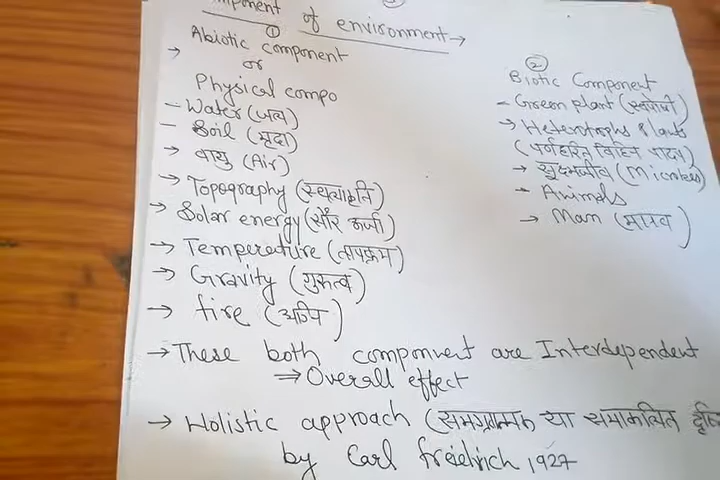 mponent of environment→
①
→ Abiotic component
or
Physical compo
- Water (जल)
- Soil (मृदा)
→ वायु (Air)
→ Topography (स्थलाकृति)
→ Solar energy (सौर ऊर्जा)
→ Temperature (तापक्रम)
→ Gravity (गुरुत्व)
→ fire (अग्नि)
②
Biotic Component
- Green plant (स्वपोषी)
→ Heterotrophs Plants
(पर्णहरित विहिन पादप)
→ सूक्ष्मजीव (Microbes)
- Animals
→ Man (मानव)
→ These both component are Interdependent
⇒ Overall effect
→ Holistic approach (समग्रात्मक या समाकलित
by Carl freidrich, 1927